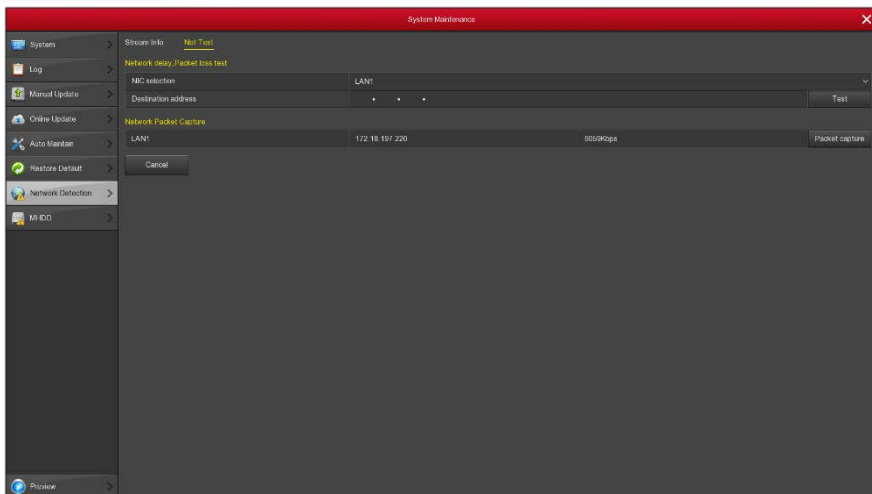 System Maintenance
System
Stream Info Net Test
Network delay,Packet loss test
Log
NIC selection LAN1
Manual Update
Destination address . . . Test
Online Update
Network Packet Capture
Auto Maintain
LAN1 172.18.197.220 6059Kbps Packet capture
Restore Default
Cancel
Network Detection
MHDD
Preview